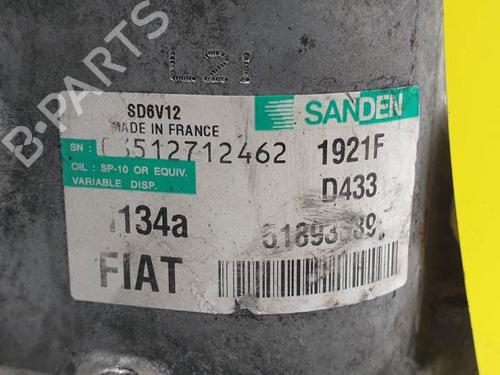 B-PARTS
SD6V12
MADE IN FRANCE
SANDEN
SN :
512712462
1921F
OIL : SP-10 OR EQUIV.
VARIABLE DISP.
D433
134a
FIAT